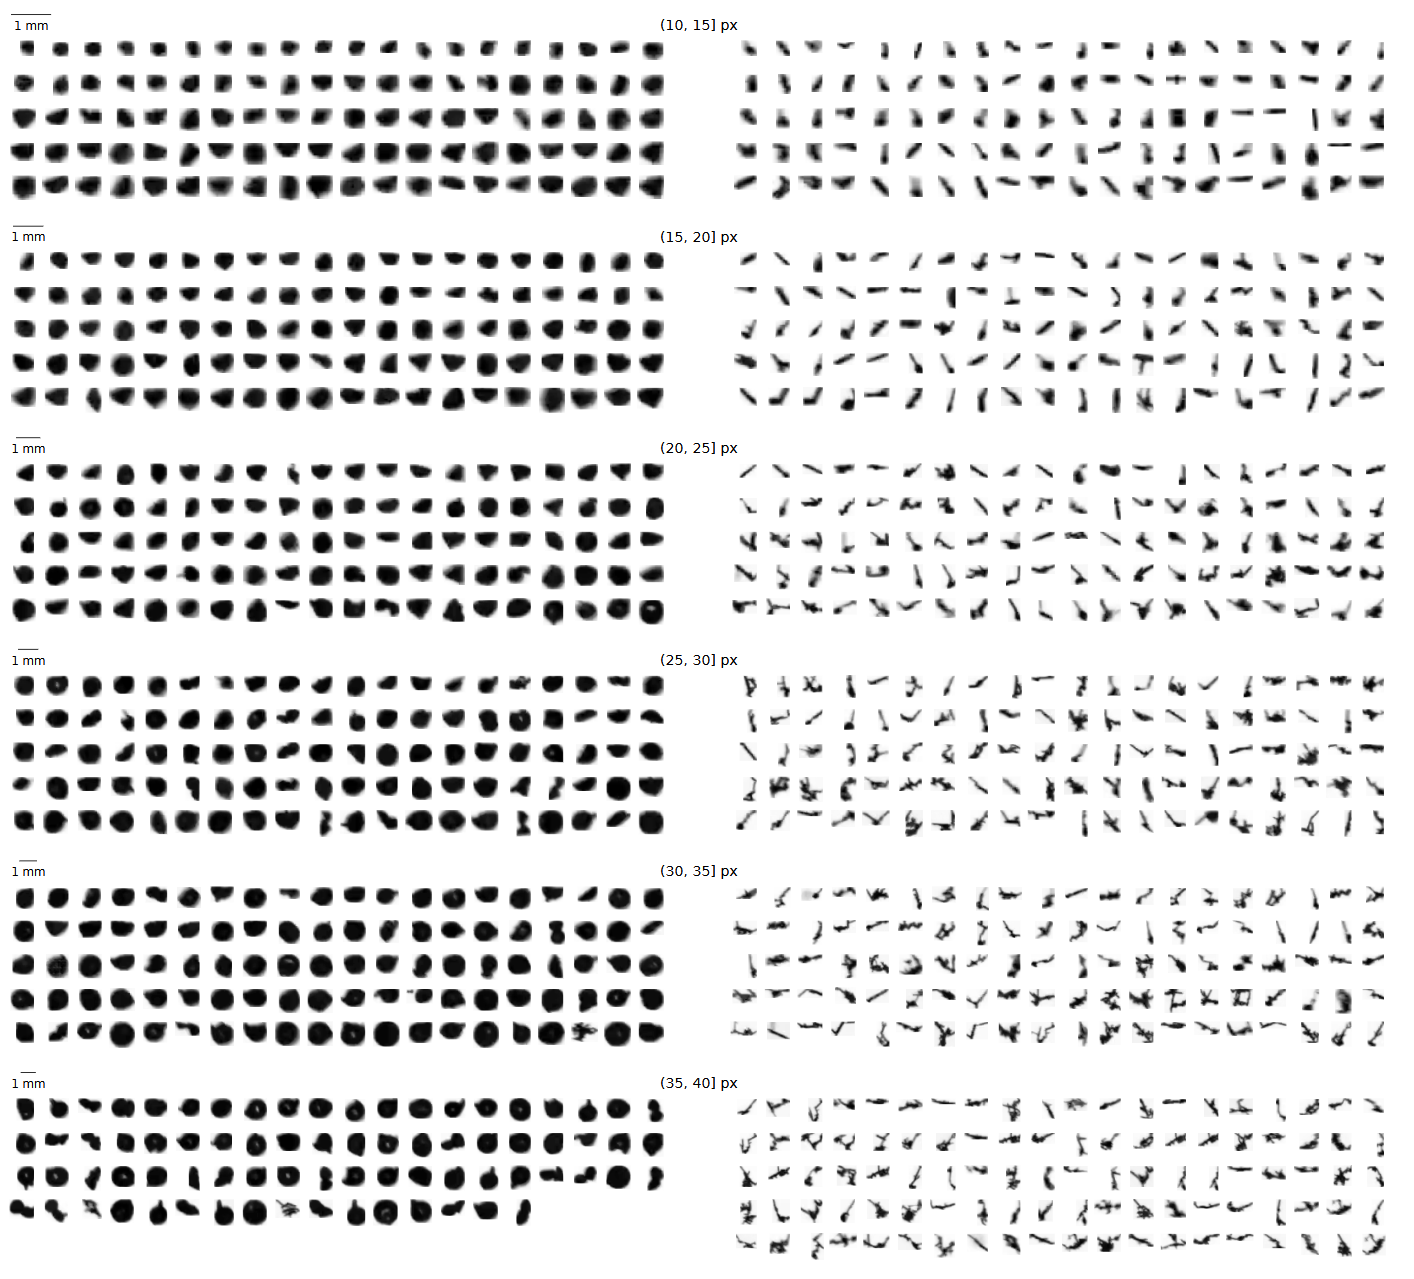 1 mm
(10, 15] px
1 mm
(15, 20] px
1 mm
(20, 25] px
1 mm
(25, 30] px
1 mm
(30, 35] px
1 mm
(35, 40] px